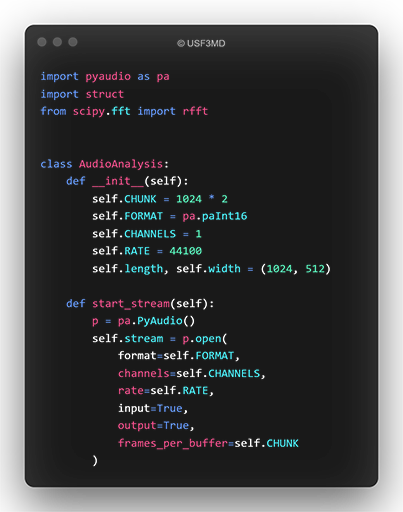 © USF3MD
import pyaudio as pa
import struct
from scipy.fft import rfft
class AudioAnalysis:
    def __init__(self):
        self.CHUNK = 1024 * 2
        self.FORMAT = pa.paInt16
        self.CHANNELS = 1
        self.RATE = 44100
        self.length, self.width = (1024, 512)
    def start_stream(self):
        p = pa.PyAudio()
        self.stream = p.open(
            format=self.FORMAT,
            channels=self.CHANNELS,
            rate=self.RATE,
            input=True,
            output=True,
            frames_per_buffer=self.CHUNK
        )